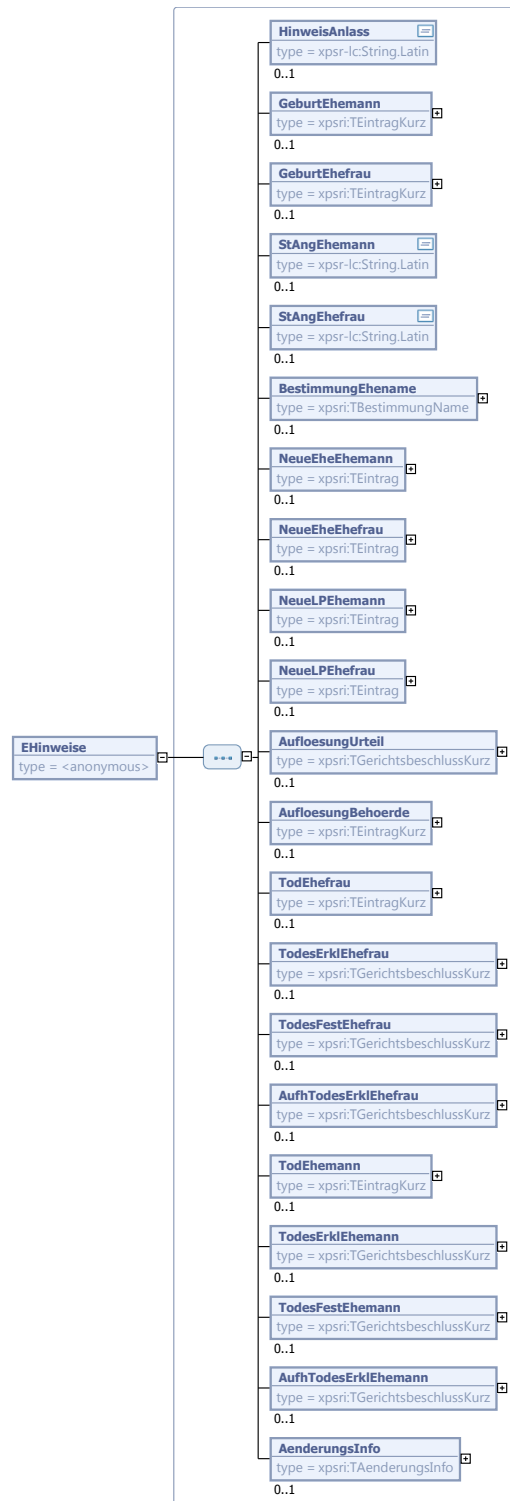 HinweisAnlass
type = xpsr-lc:String.Latin
0..1
GeburtEhemann
type = xpsri:TEintragKurz
0..1
GeburtEhefrau
type = xpsri:TEintragKurz
0..1
StAngEhemann
type = xpsr-lc:String.Latin
0..1
StAngEhefrau
type = xpsr-lc:String.Latin
0..1
BestimmungEhename
type = xpsri:TBestimmungName
0..1
NeueEheEhemann
type = xpsri:TEintrag
0..1
NeueEheEhefrau
type = xpsri:TEintrag
0..1
NeueLPEhemann
type = xpsri:TEintrag
0..1
NeueLPEhefrau
type = xpsri:TEintrag
0..1
EHinweise
type = <anonymous>
AufloesungUrteil
type = xpsri:TGerichtsbeschlussKurz
0..1
AufloesungBehoerde
type = xpsri:TEintragKurz
0..1
TodEhefrau
type = xpsri:TEintragKurz
0..1
TodesErklEhefrau
type = xpsri:TGerichtsbeschlussKurz
0..1
TodesFestEhefrau
type = xpsri:TGerichtsbeschlussKurz
0..1
AufhTodesErklEhefrau
type = xpsri:TGerichtsbeschlussKurz
0..1
TodEhemann
type = xpsri:TEintragKurz
0..1
TodesErklEhemann
type = xpsri:TGerichtsbeschlussKurz
0..1
TodesFestEhemann
type = xpsri:TGerichtsbeschlussKurz
0..1
AufhTodesErklEhemann
type = xpsri:TGerichtsbeschlussKurz
0..1
AenderungsInfo
type = xpsri:TAenderungsInfo
0..1